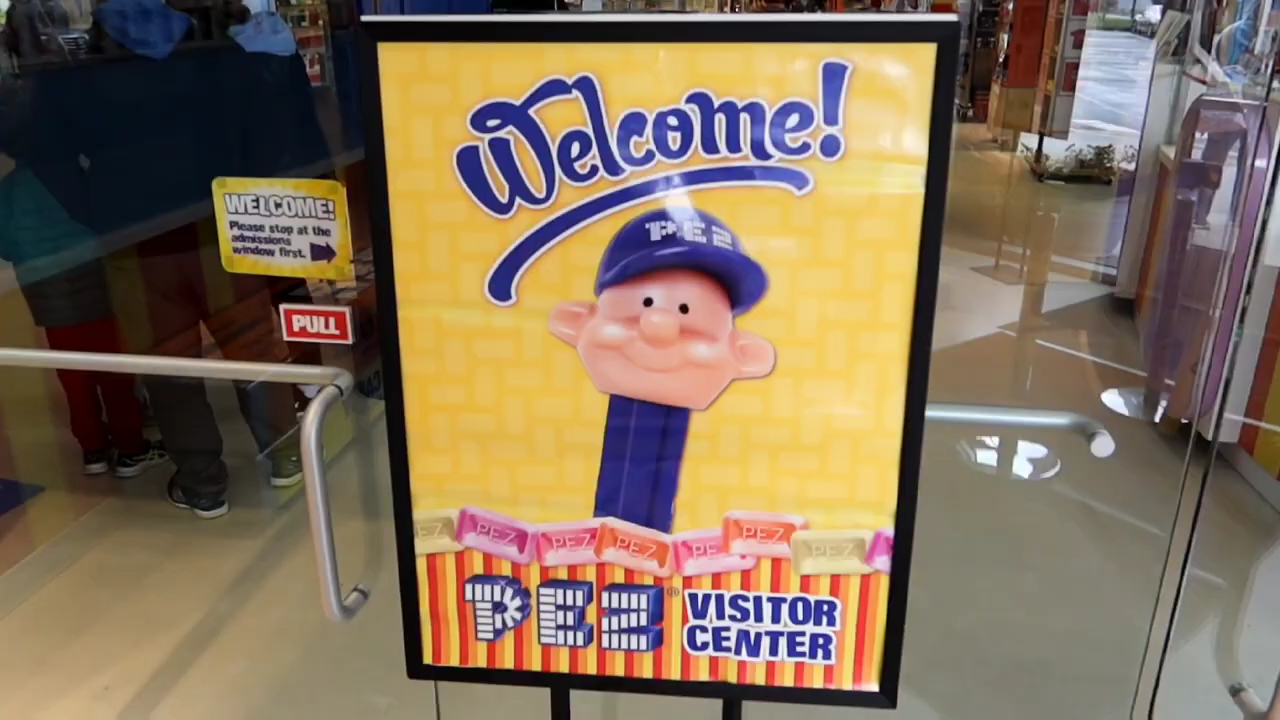 Welcome!
WELCOME!
Please stop at the
admissions
window first.
PULL
PEZ
PEZ
PEZ
PEZ
PEZ
PEZ
PEZ® VISITOR
CENTER